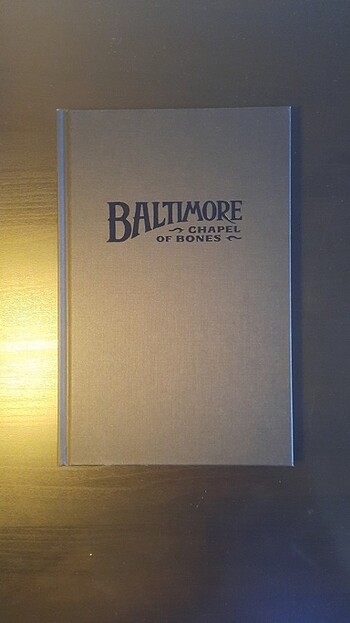 BALTIMORE
CHAPEL
OF BONES